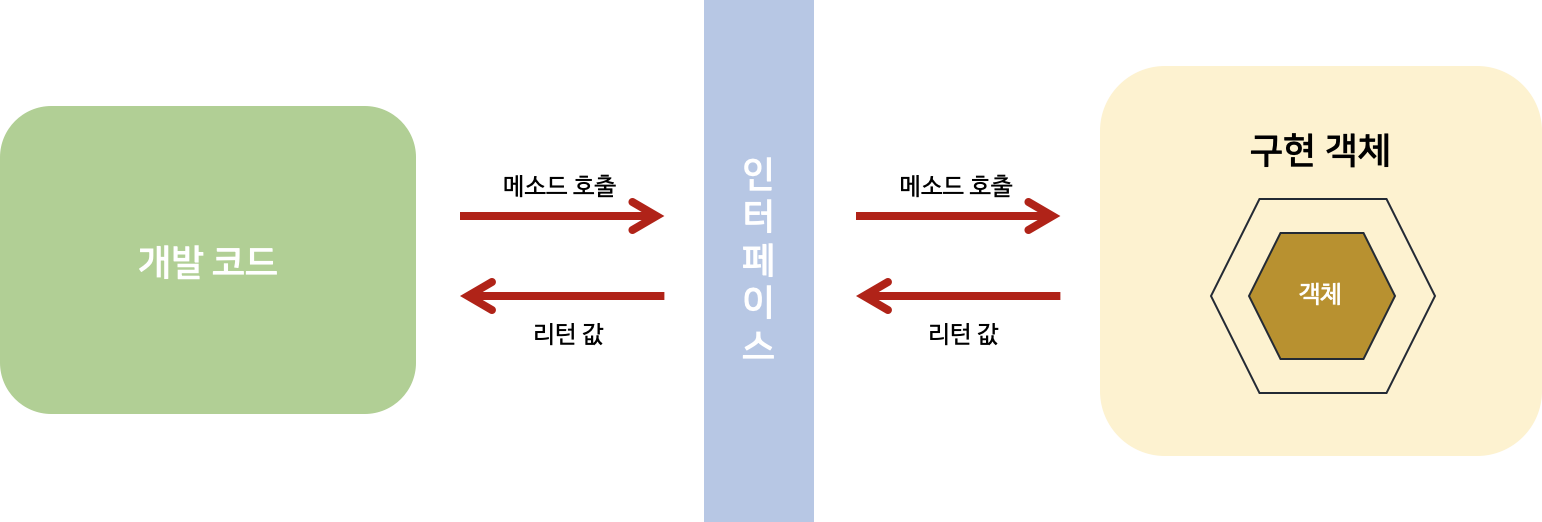 개발 코드
메소드 호출
리턴 값
인
터
페
이
스
메소드 호출
리턴 값
구현 객체
객체